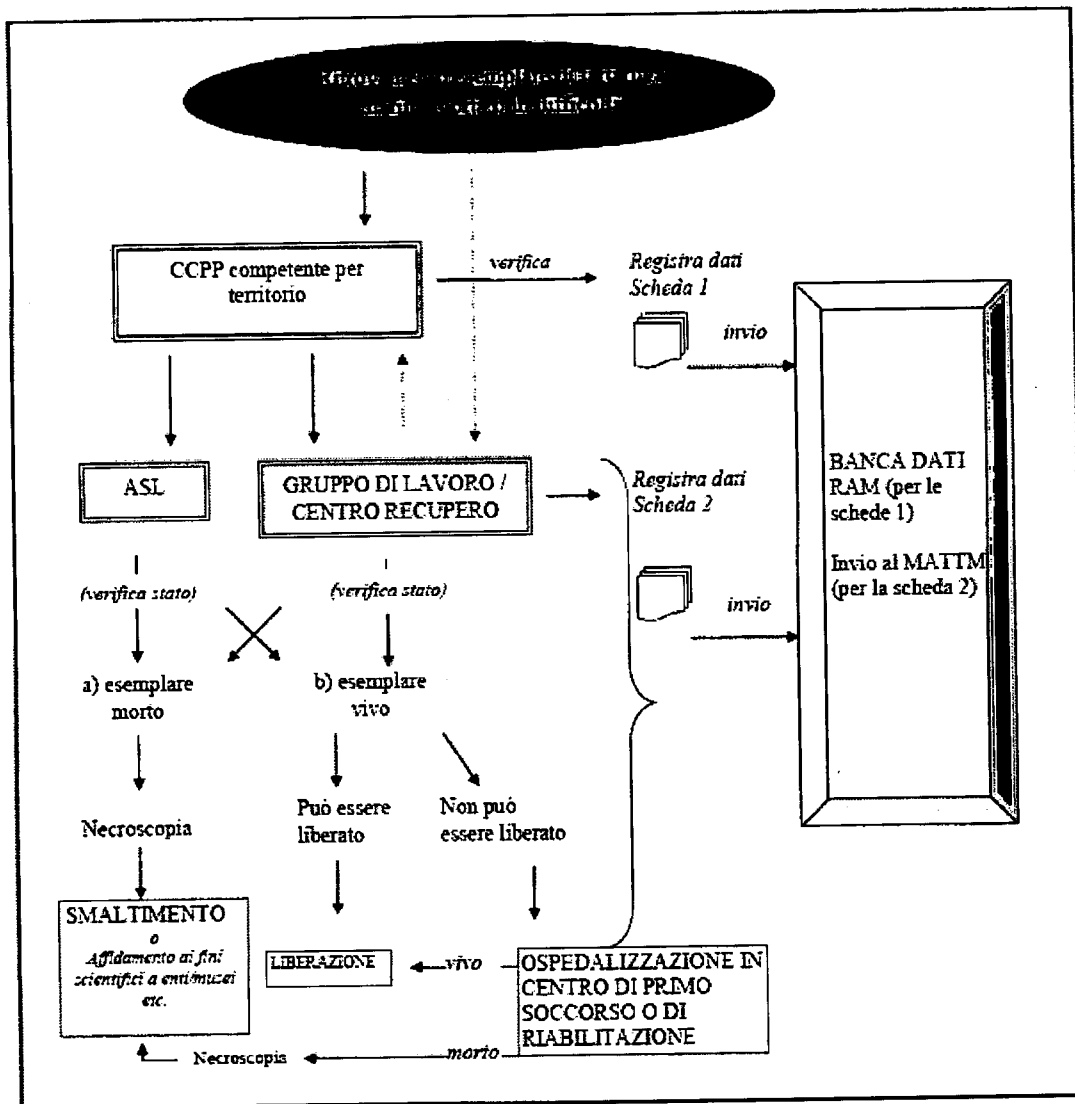 CCPP competente per
territorio
verifica
Registra dati
Scheda 1
invio
ASL
GRUPPO DI LAVORO /
CENTRO RECUPERO
Registra dati
Scheda 2
invio
BANCA DATI
RAM (per le
schede 1)
Invio al MATTM
(per la scheda 2)
(verifica stato)
(verifica stato)
a) esemplare
morto
b) esemplare
vivo
Necroscopia
Può essere
liberato
Non può
essere liberato
SMALTIMENTO
o
Affidamento ai fini
scientifici a enti/muzei
etc.
LIBERAZIONE
vivo
OSPEDALIZZAZIONE IN
CENTRO DI PRIMO
SOCCORSO O DI
RIABILITAZIONE
morto
Necroscopia